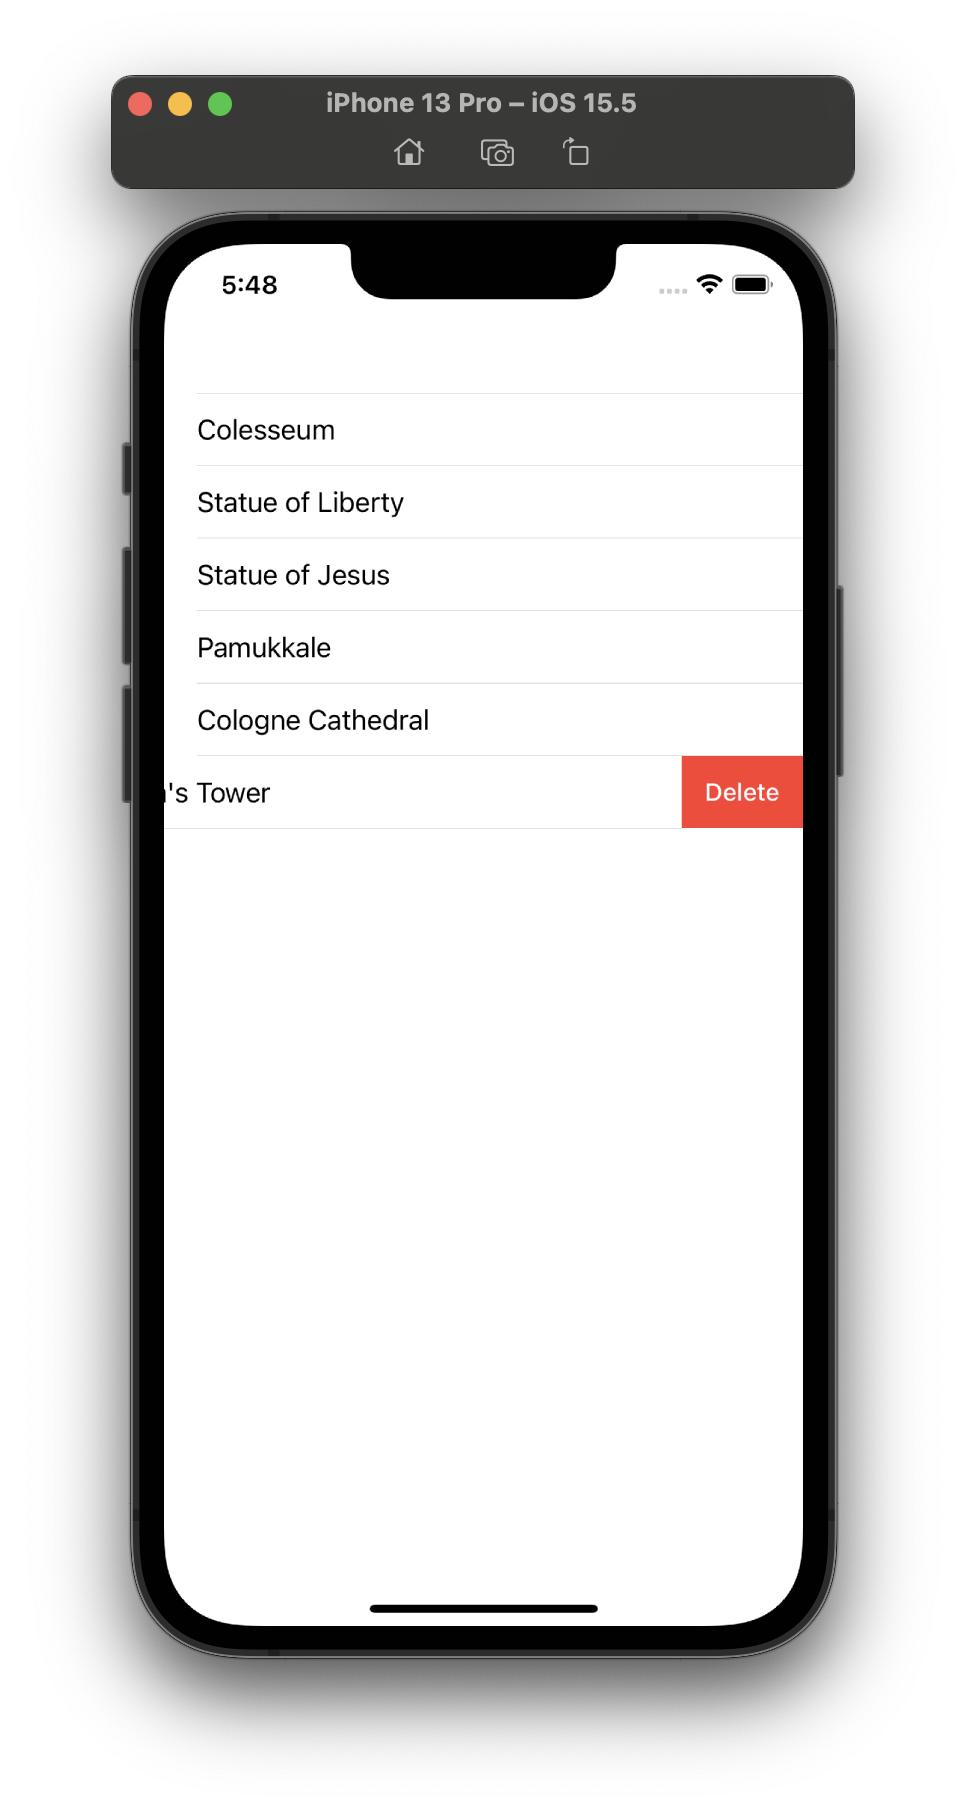 iPhone 13 Pro – iOS 15.5
5:48
Colesseum
Statue of Liberty
Statue of Jesus
Pamukkale
Cologne Cathedral
's Tower
Delete